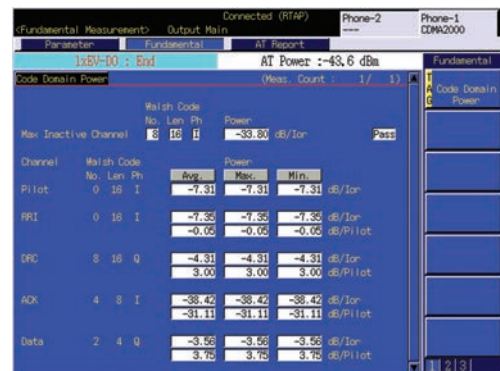 Connected (RTAP)
<Fundamental Measurement> Output Main
Phone-2
----
Phone-1
CDMA2000
Parameter Fundamental AT Report
1xEV-DO : End AT Power :-43.6 dBm
Fundamental
Code Domain Power (Meas. Count : 1/ 1)
TAG
Code Domain
Power
Walsh Code
No. Len Ph Power
Max Inactive Channel 8 16 I -33.80 dB/Ior Pass
Channel Walsh Code Power
No. Len Ph Avg. Max. Min.
Pilot 0 16 I -7.31 -7.31 -7.31 dB/Ior
RRI 0 16 I -7.35 -7.35 -7.35 dB/Ior
-0.05 -0.05 -0.05 dB/Pilot
DRC 8 16 Q -4.31 -4.31 -4.31 dB/Ior
3.00 3.00 3.00 dB/Pilot
ACK 4 8 I -38.42 -38.42 -38.42 dB/Ior
-31.11 -31.11 -31.11 dB/Pilot
Data 2 4 Q -3.56 -3.56 -3.56 dB/Ior
3.75 3.75 3.75 dB/Pilot
1 2 3